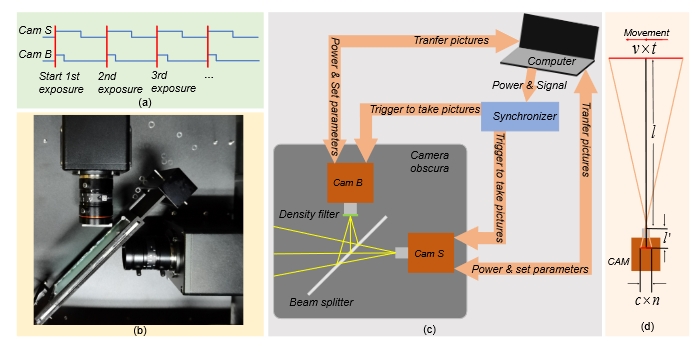 Cam S
Cam B
Start 1st exposure
2nd exposure
3rd exposure
...
(a)
(b)
Tranfer pictures
Computer
Power & Set parameters
Power & Signal
Trigger to take pictures
Synchronizer
Trigger to take pictures
Tranfer pictures
Camera obscura
Cam B
Density filter
Cam S
Power & set parameters
Beam splitter
(c)
Movement
v×t
l
l'
CAM
c×n
(d)